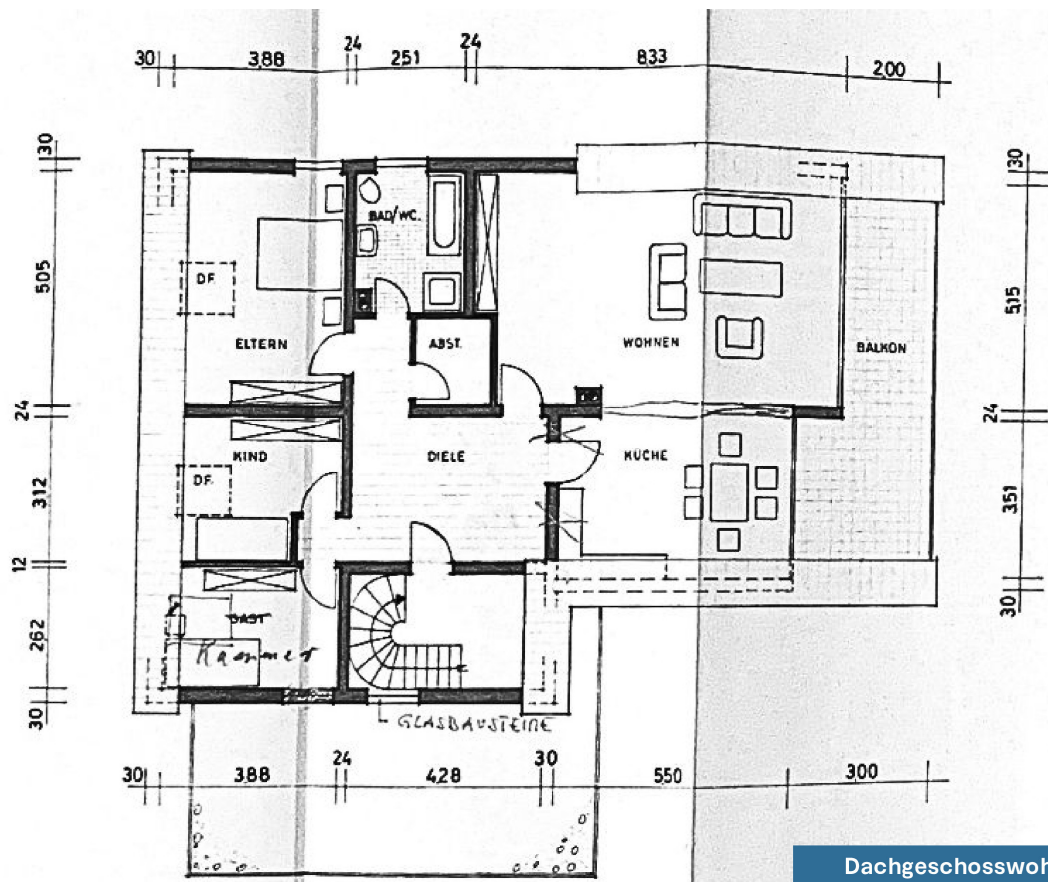 30 388 24 251 24 833 200
30
505
24
312
12
262
30
30
515
24
351
30
BAD/WC.
DF.
ELTERN
ABST.
WOHNEN
BALKON
KIND
DIELE
KÜCHE
DF.
GAST
Kammer
GLASBAUSTEINE
30 388 24 428 30 550 300
Dachgeschosswoh